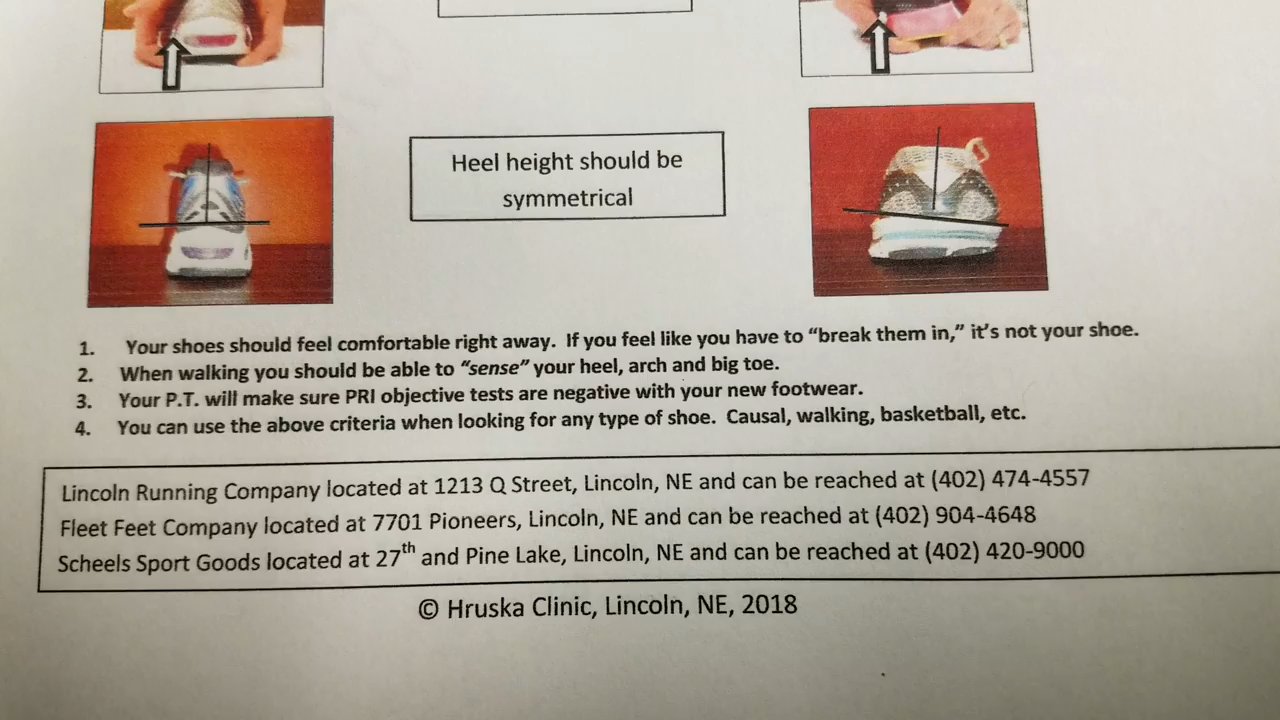 Heel height should be
symmetrical
1. Your shoes should feel comfortable right away. If you feel like you have to “break them in,” it’s not your shoe.
2. When walking you should be able to “sense” your heel, arch and big toe.
3. Your P.T. will make sure PRI objective tests are negative with your new footwear.
4. You can use the above criteria when looking for any type of shoe. Causal, walking, basketball, etc.
Lincoln Running Company located at 1213 Q Street, Lincoln, NE and can be reached at (402) 474-4557
Fleet Feet Company located at 7701 Pioneers, Lincoln, NE and can be reached at (402) 904-4648
Scheels Sport Goods located at 27th and Pine Lake, Lincoln, NE and can be reached at (402) 420-9000
© Hruska Clinic, Lincoln, NE, 2018